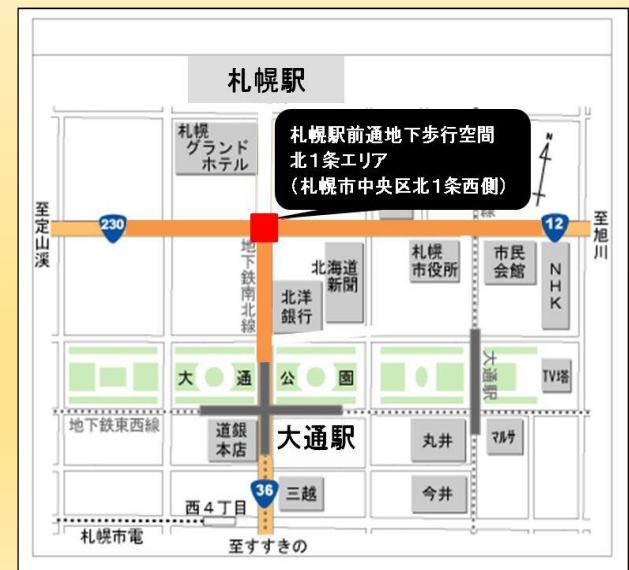 札幌駅
札幌
グランド
ホテル
札幌駅前通地下歩行空間
北1条エリア
(札幌市中央区北1条西側)
N
至定山渓
230
12
至旭川
線
地下鉄南北線
北海道
新聞
北洋
銀行
札幌
市役所
市民
会館
NHK
大通公園
大通駅
TV塔
地下鉄東西線
道銀
本店
大通駅
丸井
マルサ
36
三越
今井
西4丁目
札幌市電
至すすきの